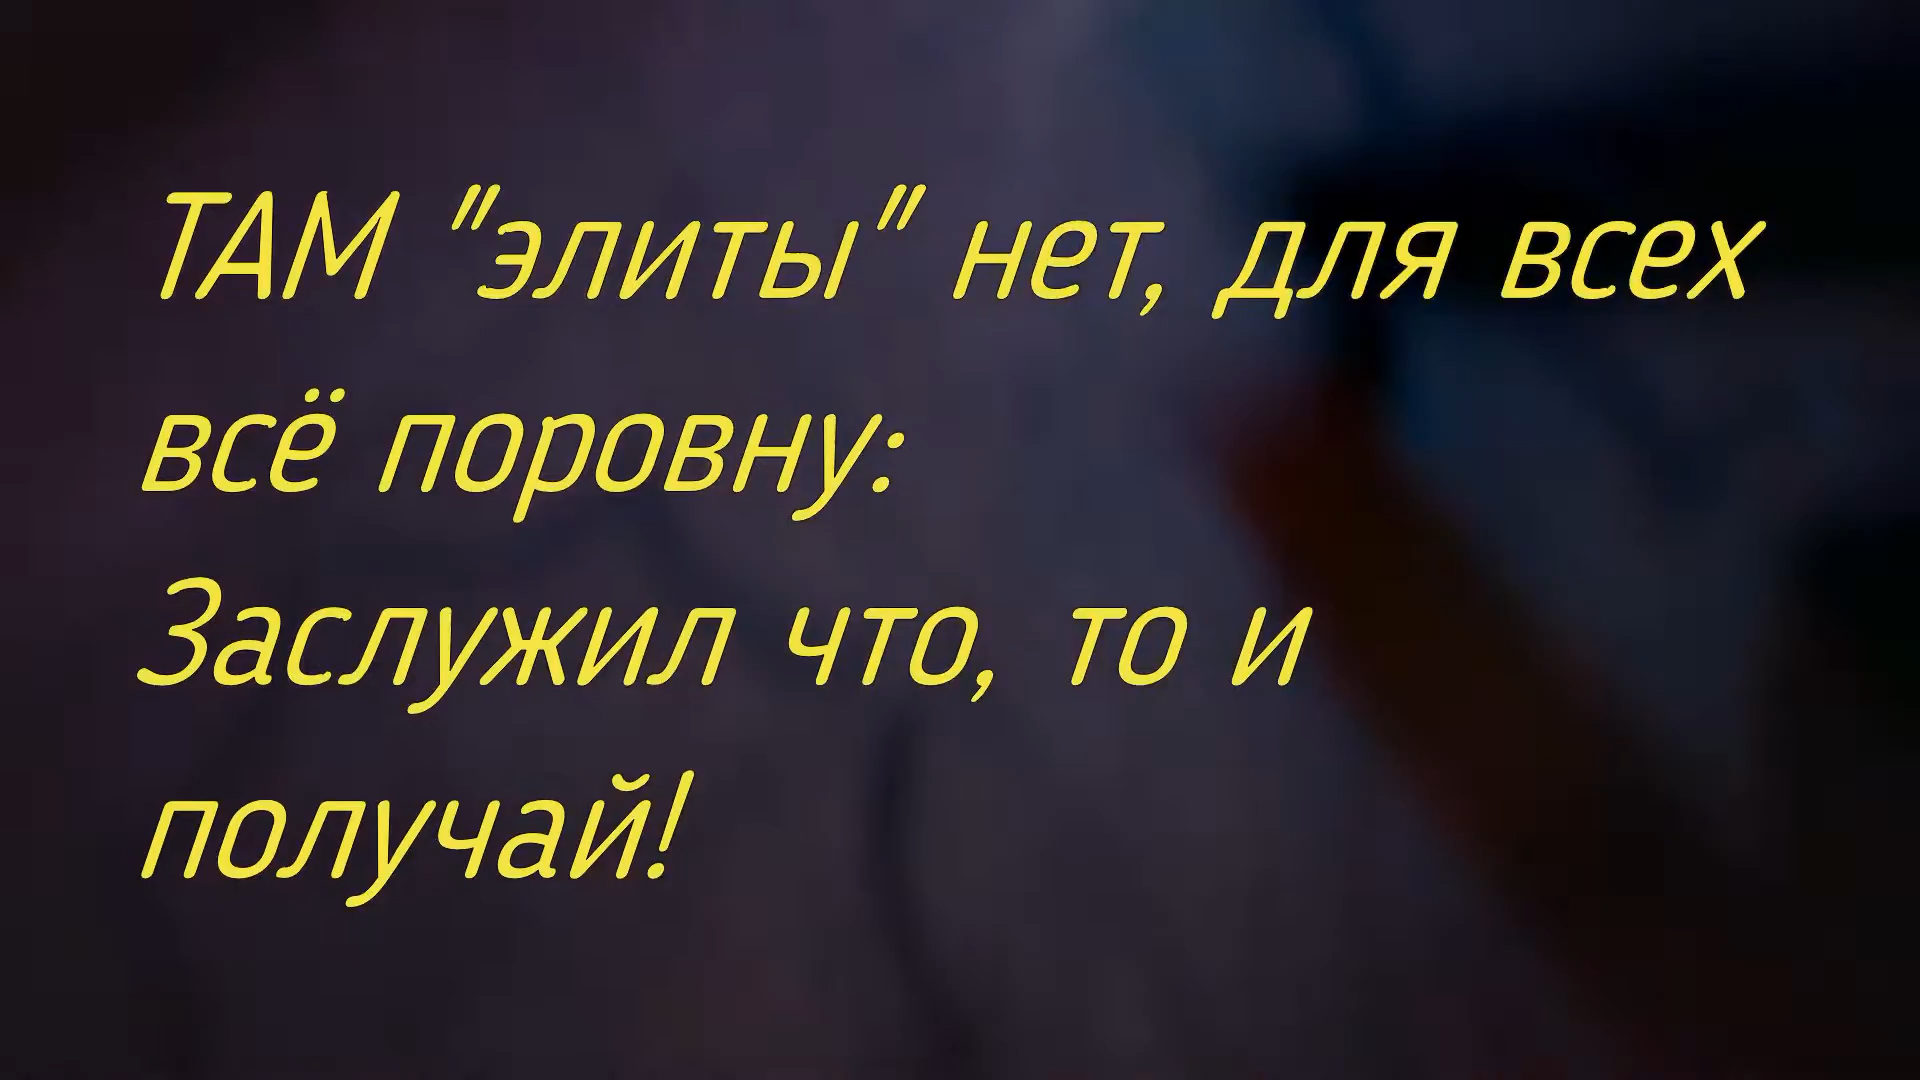 ТАМ "элиты" нет, для всех
всё поровну:
Заслужил что, то и
получай!